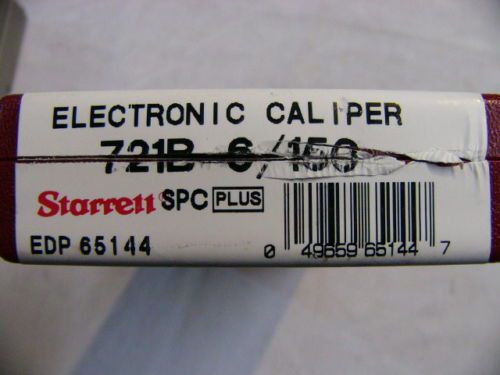 ELECTRONIC CALIPER
721B-6/150
Starrett SPC PLUS
EDP 65144
0 49659 65144 7